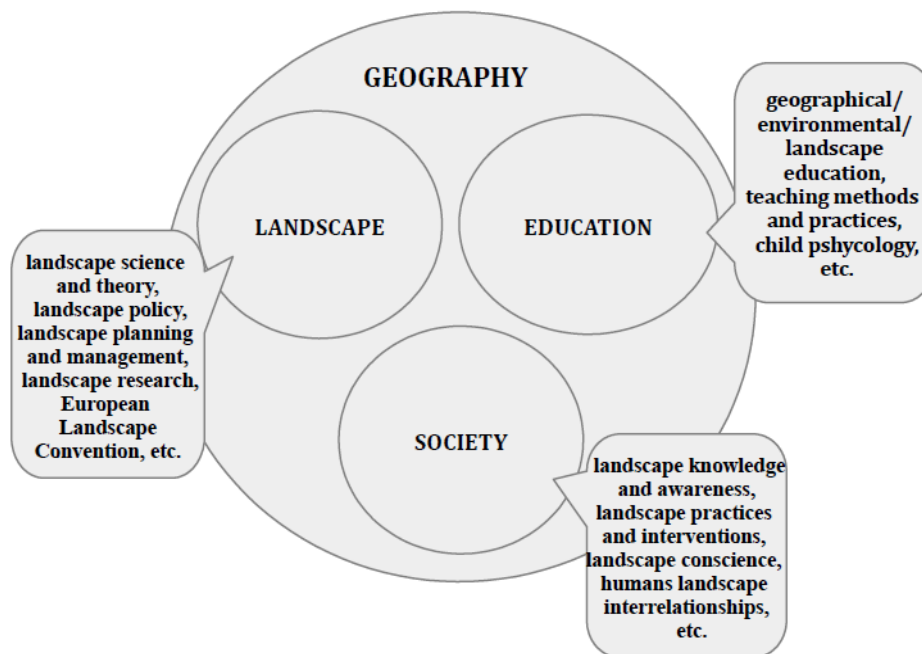 GEOGRAPHY
LANDSCAPE
EDUCATION
SOCIETY
geographical/
environmental/
landscape
education,
teaching methods
and practices,
child pshycology,
etc.
landscape science
and theory,
landscape policy,
landscape planning
and management,
landscape research,
European
Landscape
Convention, etc.
landscape knowledge
and awareness,
landscape practices
and interventions,
landscape conscience,
humans landscape
interrelationships,
etc.